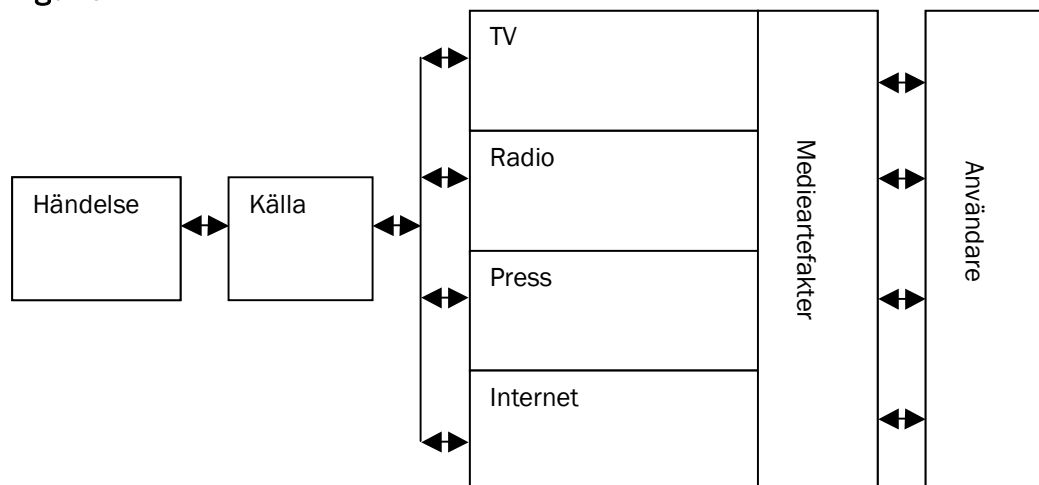 TV
Radio
Händelse
Källa
Press
Internet
Medieartefakter
Användare